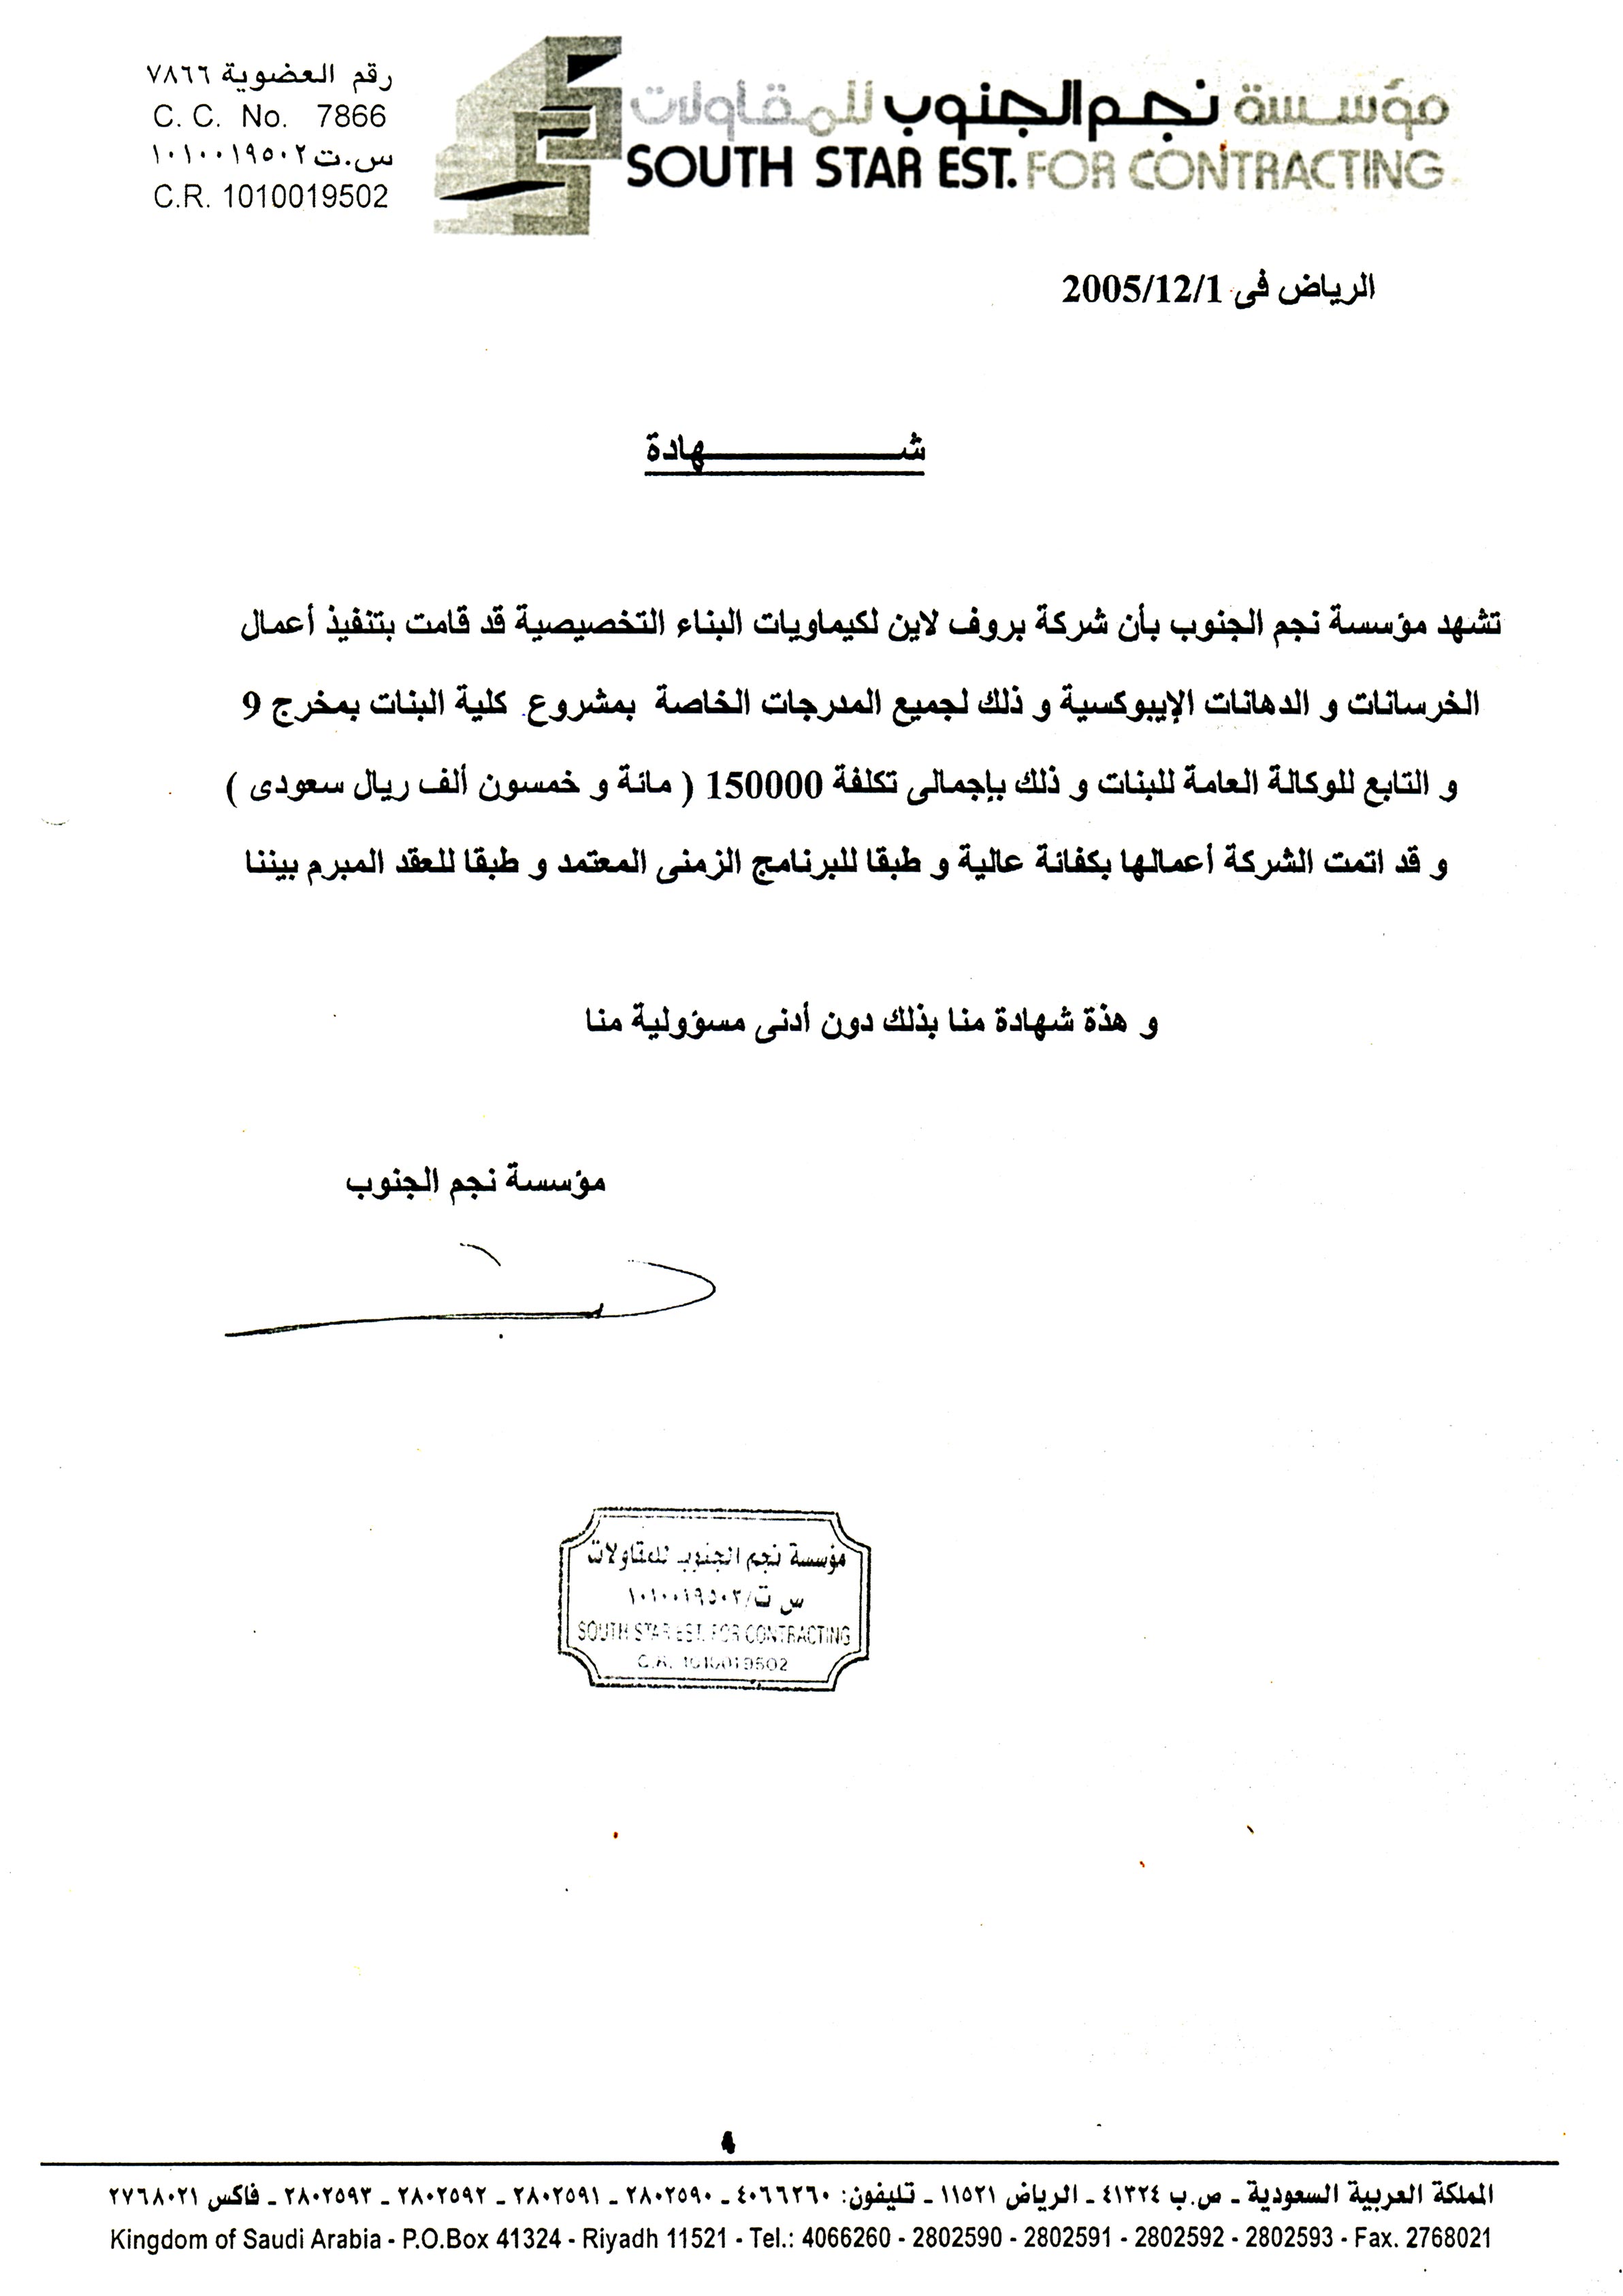 رقم العضوية ٧٨٦٦
C. C. No. 7866
س.ت ١٠١٠٠١٩٥٠٢
C.R. 1010019502
مؤسسة نجم الجنوب للمقاولات
SOUTH STAR EST. FOR CONTRACTING
الرياض فى 2005/12/1
شـــــــــــــهادة
تشهد مؤسسة نجم الجنوب بأن شركة بروف لاين لكيماويات البناء التخصيصية قد قامت بتنفيذ أعمال
الخرسانات و الدهانات الإيبوكسية و ذلك لجميع المدرجات الخاصة بمشروع كلية البنات بمخرج 9
و التابع للوكالة العامة للبنات و ذلك بإجمالى تكلفة 150000 ( مائة و خمسون ألف ريال سعودى )
و قد اتمت الشركة أعمالها بكفائة عالية و طبقا للبرنامج الزمنى المعتمد و طبقا للعقد المبرم بيننا
و هذة شهادة منا بذلك دون أدنى مسؤولية منا
مؤسسة نجم الجنوب
مؤسسة نجم الجنوب للمقاولات
س ت/١٠١٠٠١٩٥٠٢
SOUTH STAR EST. FOR CONTRACTING
C.R. 1010019502
4
المملكة العربية السعودية ـ ص.ب ٤١٣٢٤ ـ الرياض ١١٥٢١ ـ تليفون: ٤٠٦٦٢٦٠ ـ ٢٨٠٢٥٩٠ ـ ٢٨٠٢٥٩١ ـ ٢٨٠٢٥٩٢ ـ ٢٨٠٢٥٩٣ ـ فاكس ٢٧٦٨٠٢١
Kingdom of Saudi Arabia - P.O.Box 41324 - Riyadh 11521 - Tel.: 4066260 - 2802590 - 2802591 - 2802592 - 2802593 - Fax. 2768021